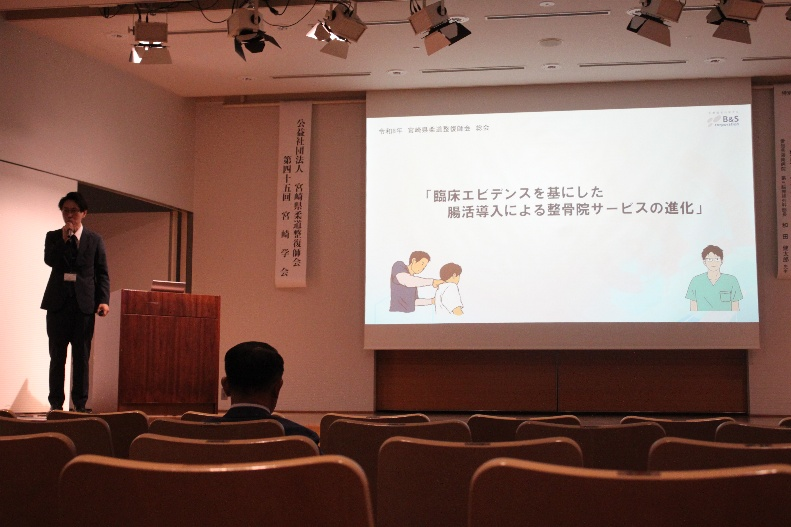 公益社団法人 宮崎県柔道整復師会
第四十五回 宮崎学会
令和6年 宮崎県柔道整復師会 総会
B&S
Corporation
「臨床エビデンスを基にした
腸活導入による整骨院サービスの進化」